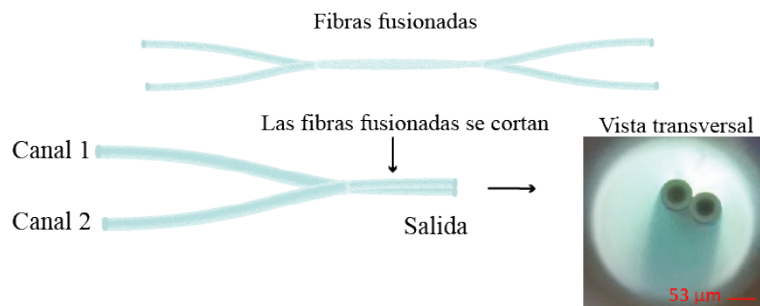 Fibras fusionadas
Las fibras fusionadas se cortan
Vista transversal
Canal 1
Canal 2
Salida
53 µm